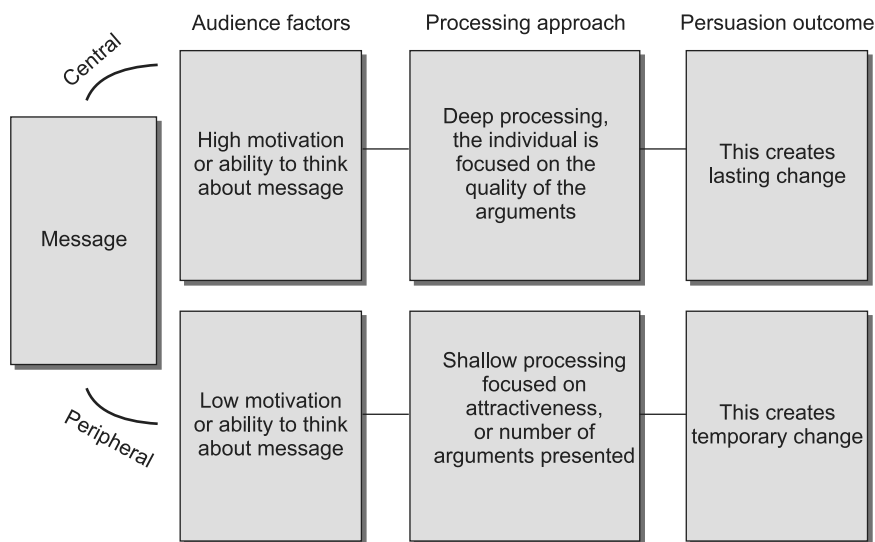 Audience factors
Processing approach
Persuasion outcome
Central
Message
High motivation
or ability to think
about message
Deep processing,
the individual is
focused on the
quality of the
arguments
This creates
lasting change
Peripheral
Low motivation
or ability to think
about message
Shallow processing
focused on
attractiveness,
or number of
arguments presented
This creates
temporary change